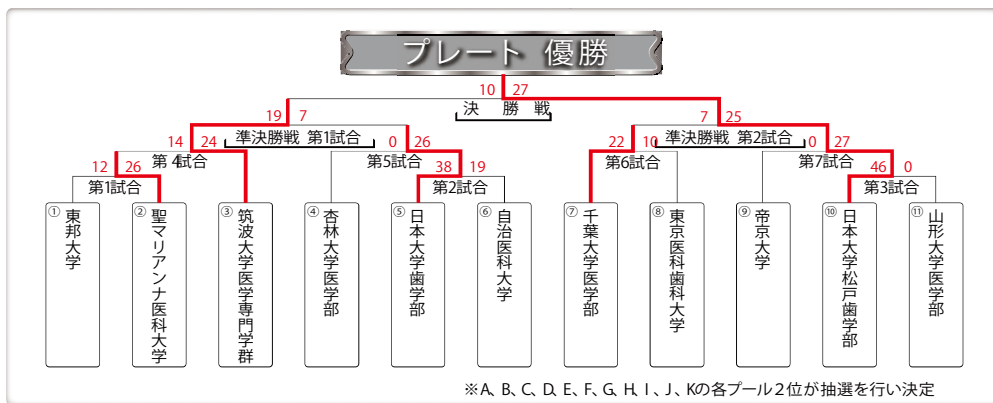 プレート 優勝
10 27
決 勝 戦
19 7
7 25
準決勝戦 第1試合
準決勝戦 第2試合
14 24
0 26
22 10
0 27
第4試合
第5試合
第6試合
第7試合
12 26
38 19
46 0
第1試合
第2試合
第3試合
① 東邦大学
② 聖マリアンナ医科大学
③ 筑波大学医学専門学群
④ 杏林大学医学部
⑤ 日本大学歯学部
⑥ 自治医科大学
⑦ 千葉大学医学部
⑧ 東京医科歯科大学
⑨ 帝京大学
⑩ 日本大学松戸歯学部
⑪ 山形大学医学部
※A、B、C、D、E、F、G、H、I、J、Kの各プール2位が抽選を行い決定